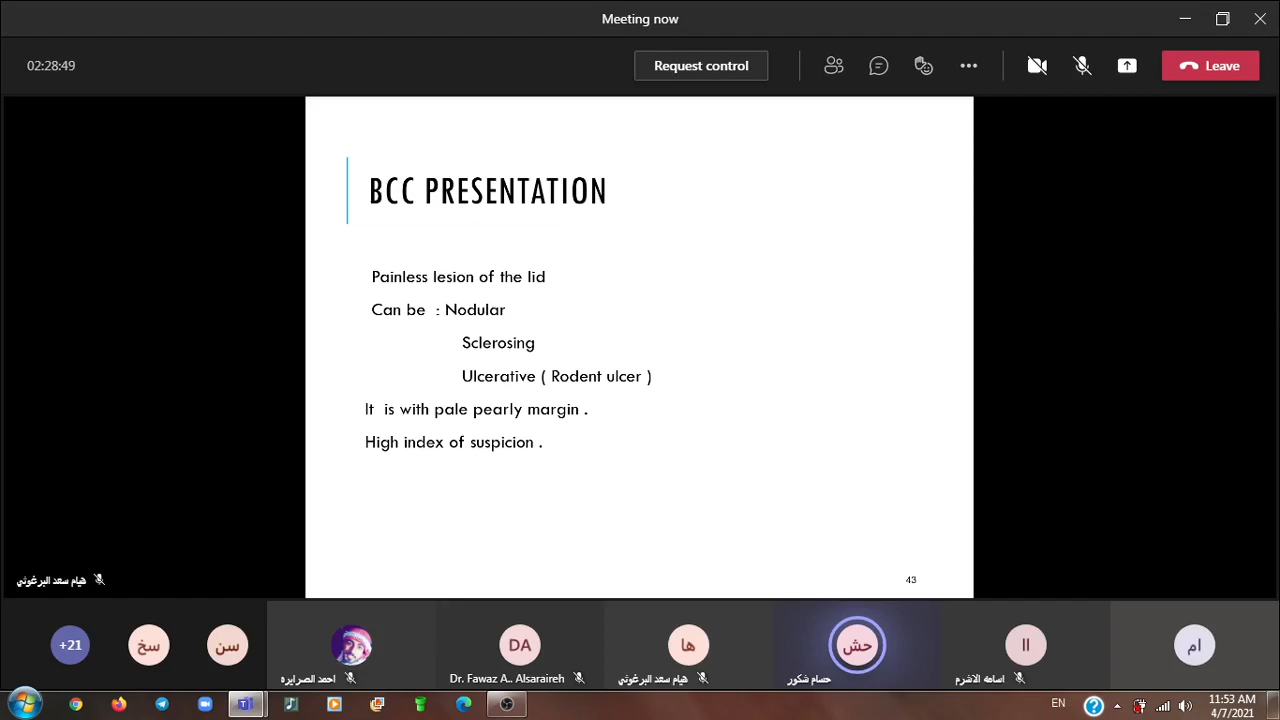 Meeting now
02:28:49
Request control
Leave
BCC PRESENTATION
Painless lesion of the lid
Can be : Nodular
Sclerosing
Ulcerative ( Rodent ulcer )
It is with pale pearly margin .
High index of suspicion .
43
هيام سعد البرغوثي
+21
سخ
سن
احمد الصرايره
DA
Dr. Fawaz A.. Alsaraireh
ها
هيام سعد البرغوثي
حش
حسام شكور
اا
اسامه الاشرم
ام
EN
11:53 AM
4/7/2021